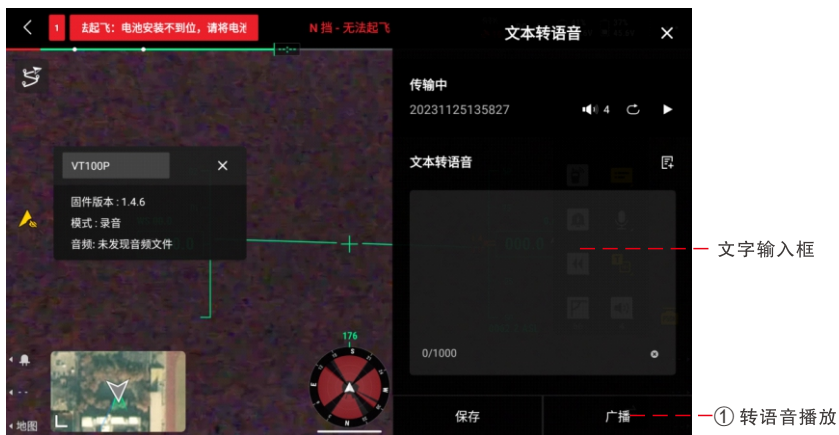 1 去起飞：电池安装不到位，请将电池 N 挡 - 无法起飞
--:--
VT100P
固件版本：1.4.6
模式：录音
音频：未发现音频文件
176
S
E
W
N
地图
文本转语音
传输中
20231125135827 4
文本转语音
000.0
0/1000
保存 广播
文字输入框
① 转语音播放